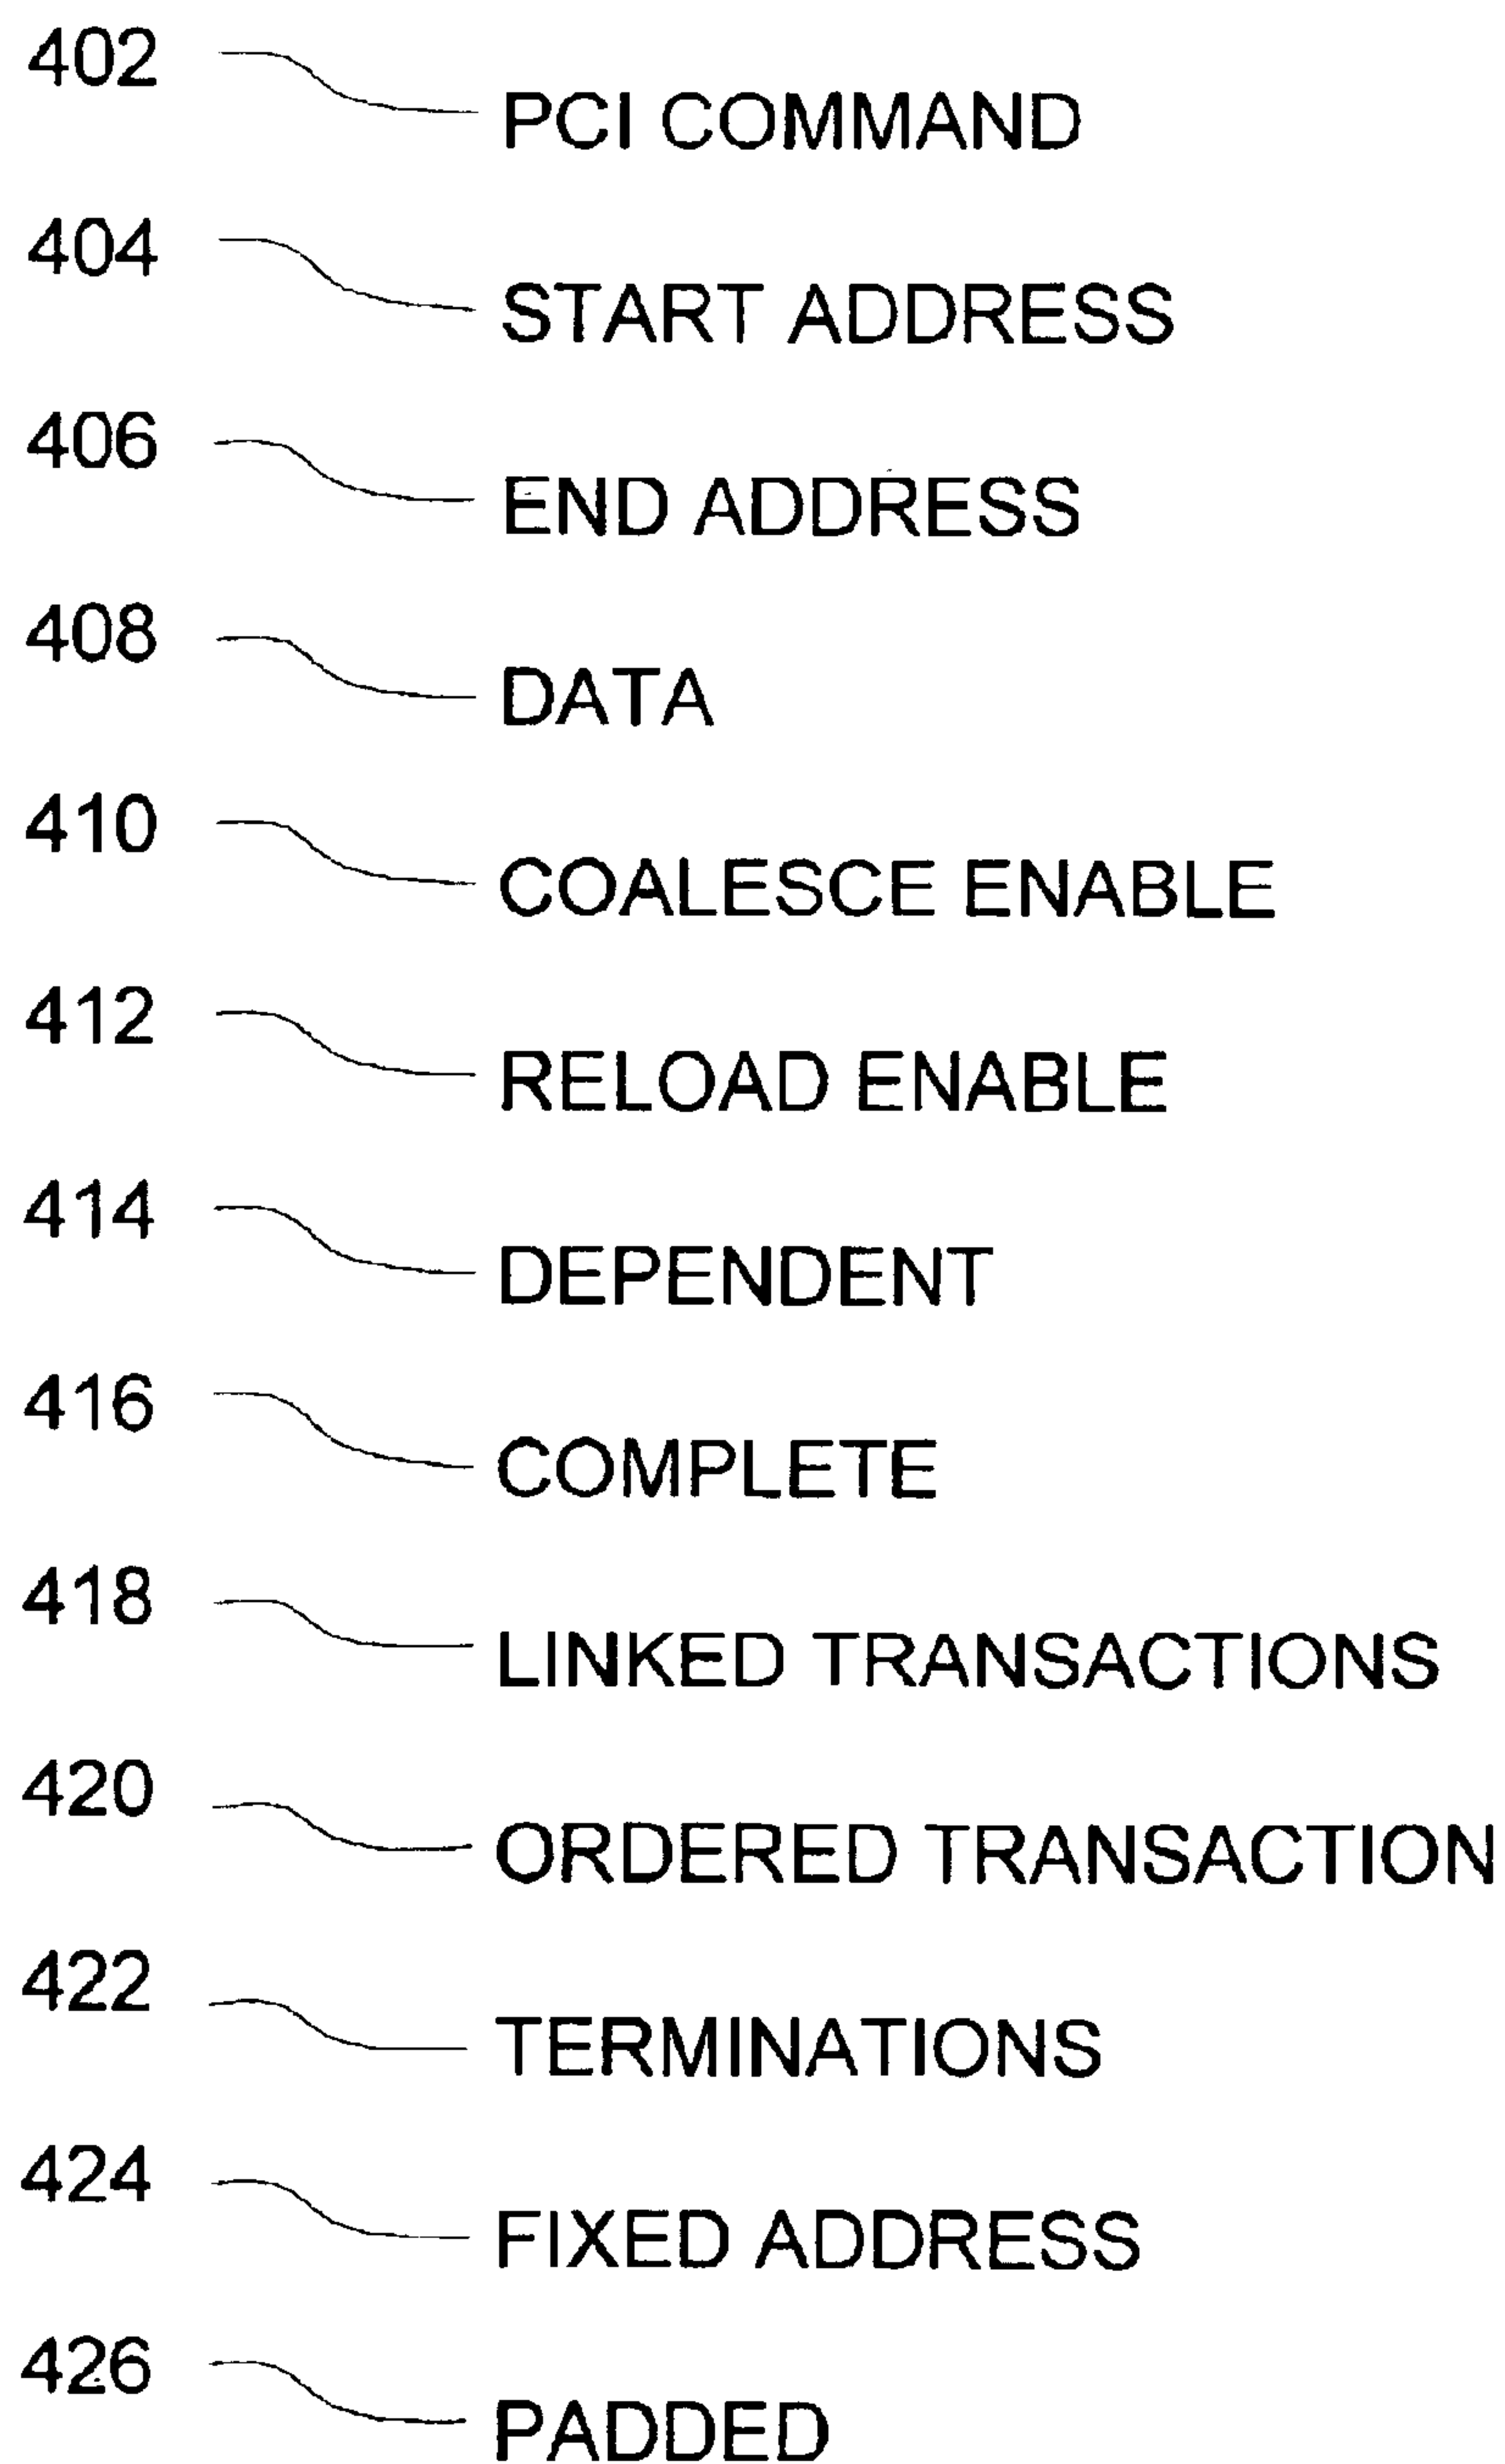 402
PCI COMMAND
404
START ADDRESS
406
END ADDRESS
408
DATA
410
COALESCE ENABLE
412
RELOAD ENABLE
414
DEPENDENT
416
COMPLETE
418
LINKED TRANSACTIONS
420
ORDERED TRANSACTION
422
TERMINATIONS
424
FIXED ADDRESS
426
PADDED